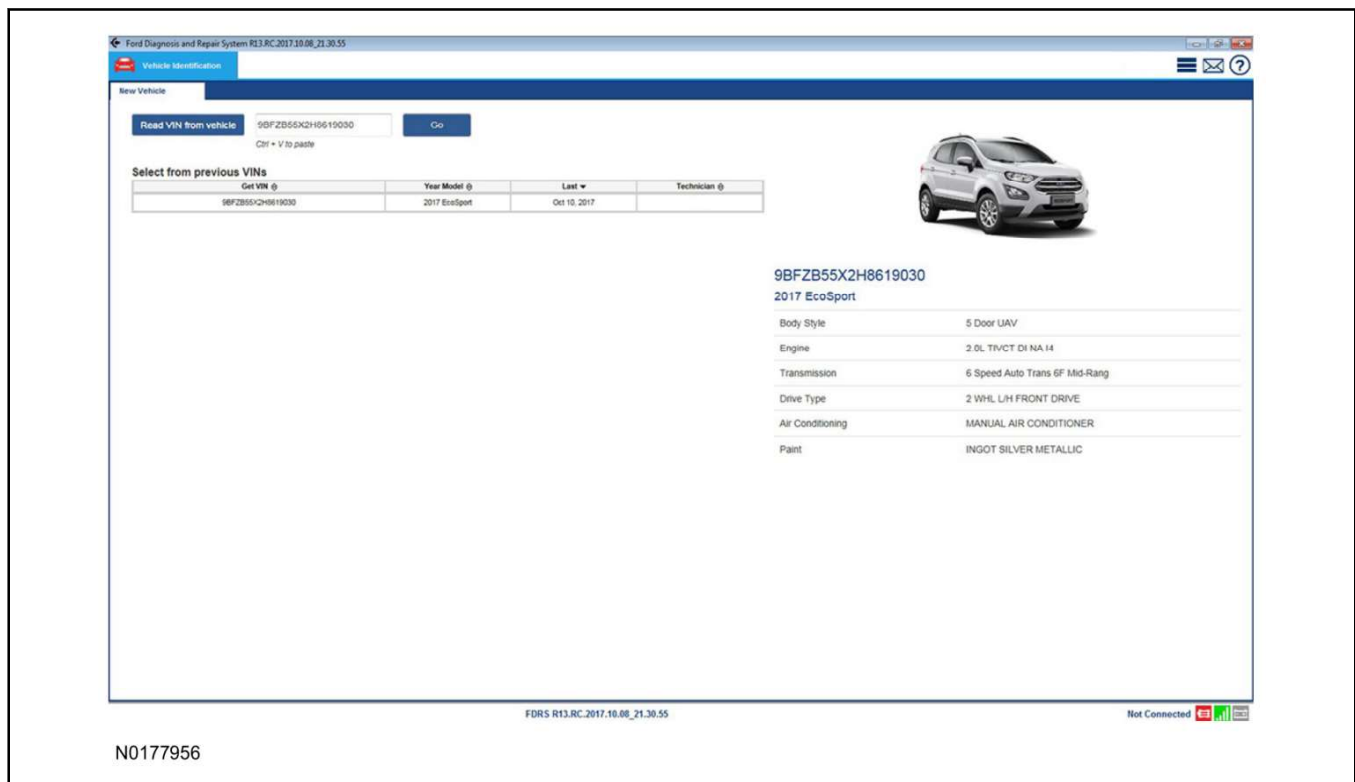 Ford Diagnosis and Repair System R13.RC.2017.10.08_21.30.55
Vehicle Identification
New Vehicle
Read VIN from vehicle 9BFZB55X2H8619030 Go
Ctrl + V to paste
Select from previous VINs
Get VIN Year Model Last Technician
9BFZB55X2H8619030 2017 EcoSport Oct 10, 2017
9BFZB55X2H8619030
2017 EcoSport
Body Style 5 Door UAV
Engine 2.0L TIVCT DI NA I4
Transmission 6 Speed Auto Trans 6F Mid-Rang
Drive Type 2 WHL L/H FRONT DRIVE
Air Conditioning MANUAL AIR CONDITIONER
Paint INGOT SILVER METALLIC
FDRS R13.RC.2017.10.08_21.30.55 Not Connected
N0177956